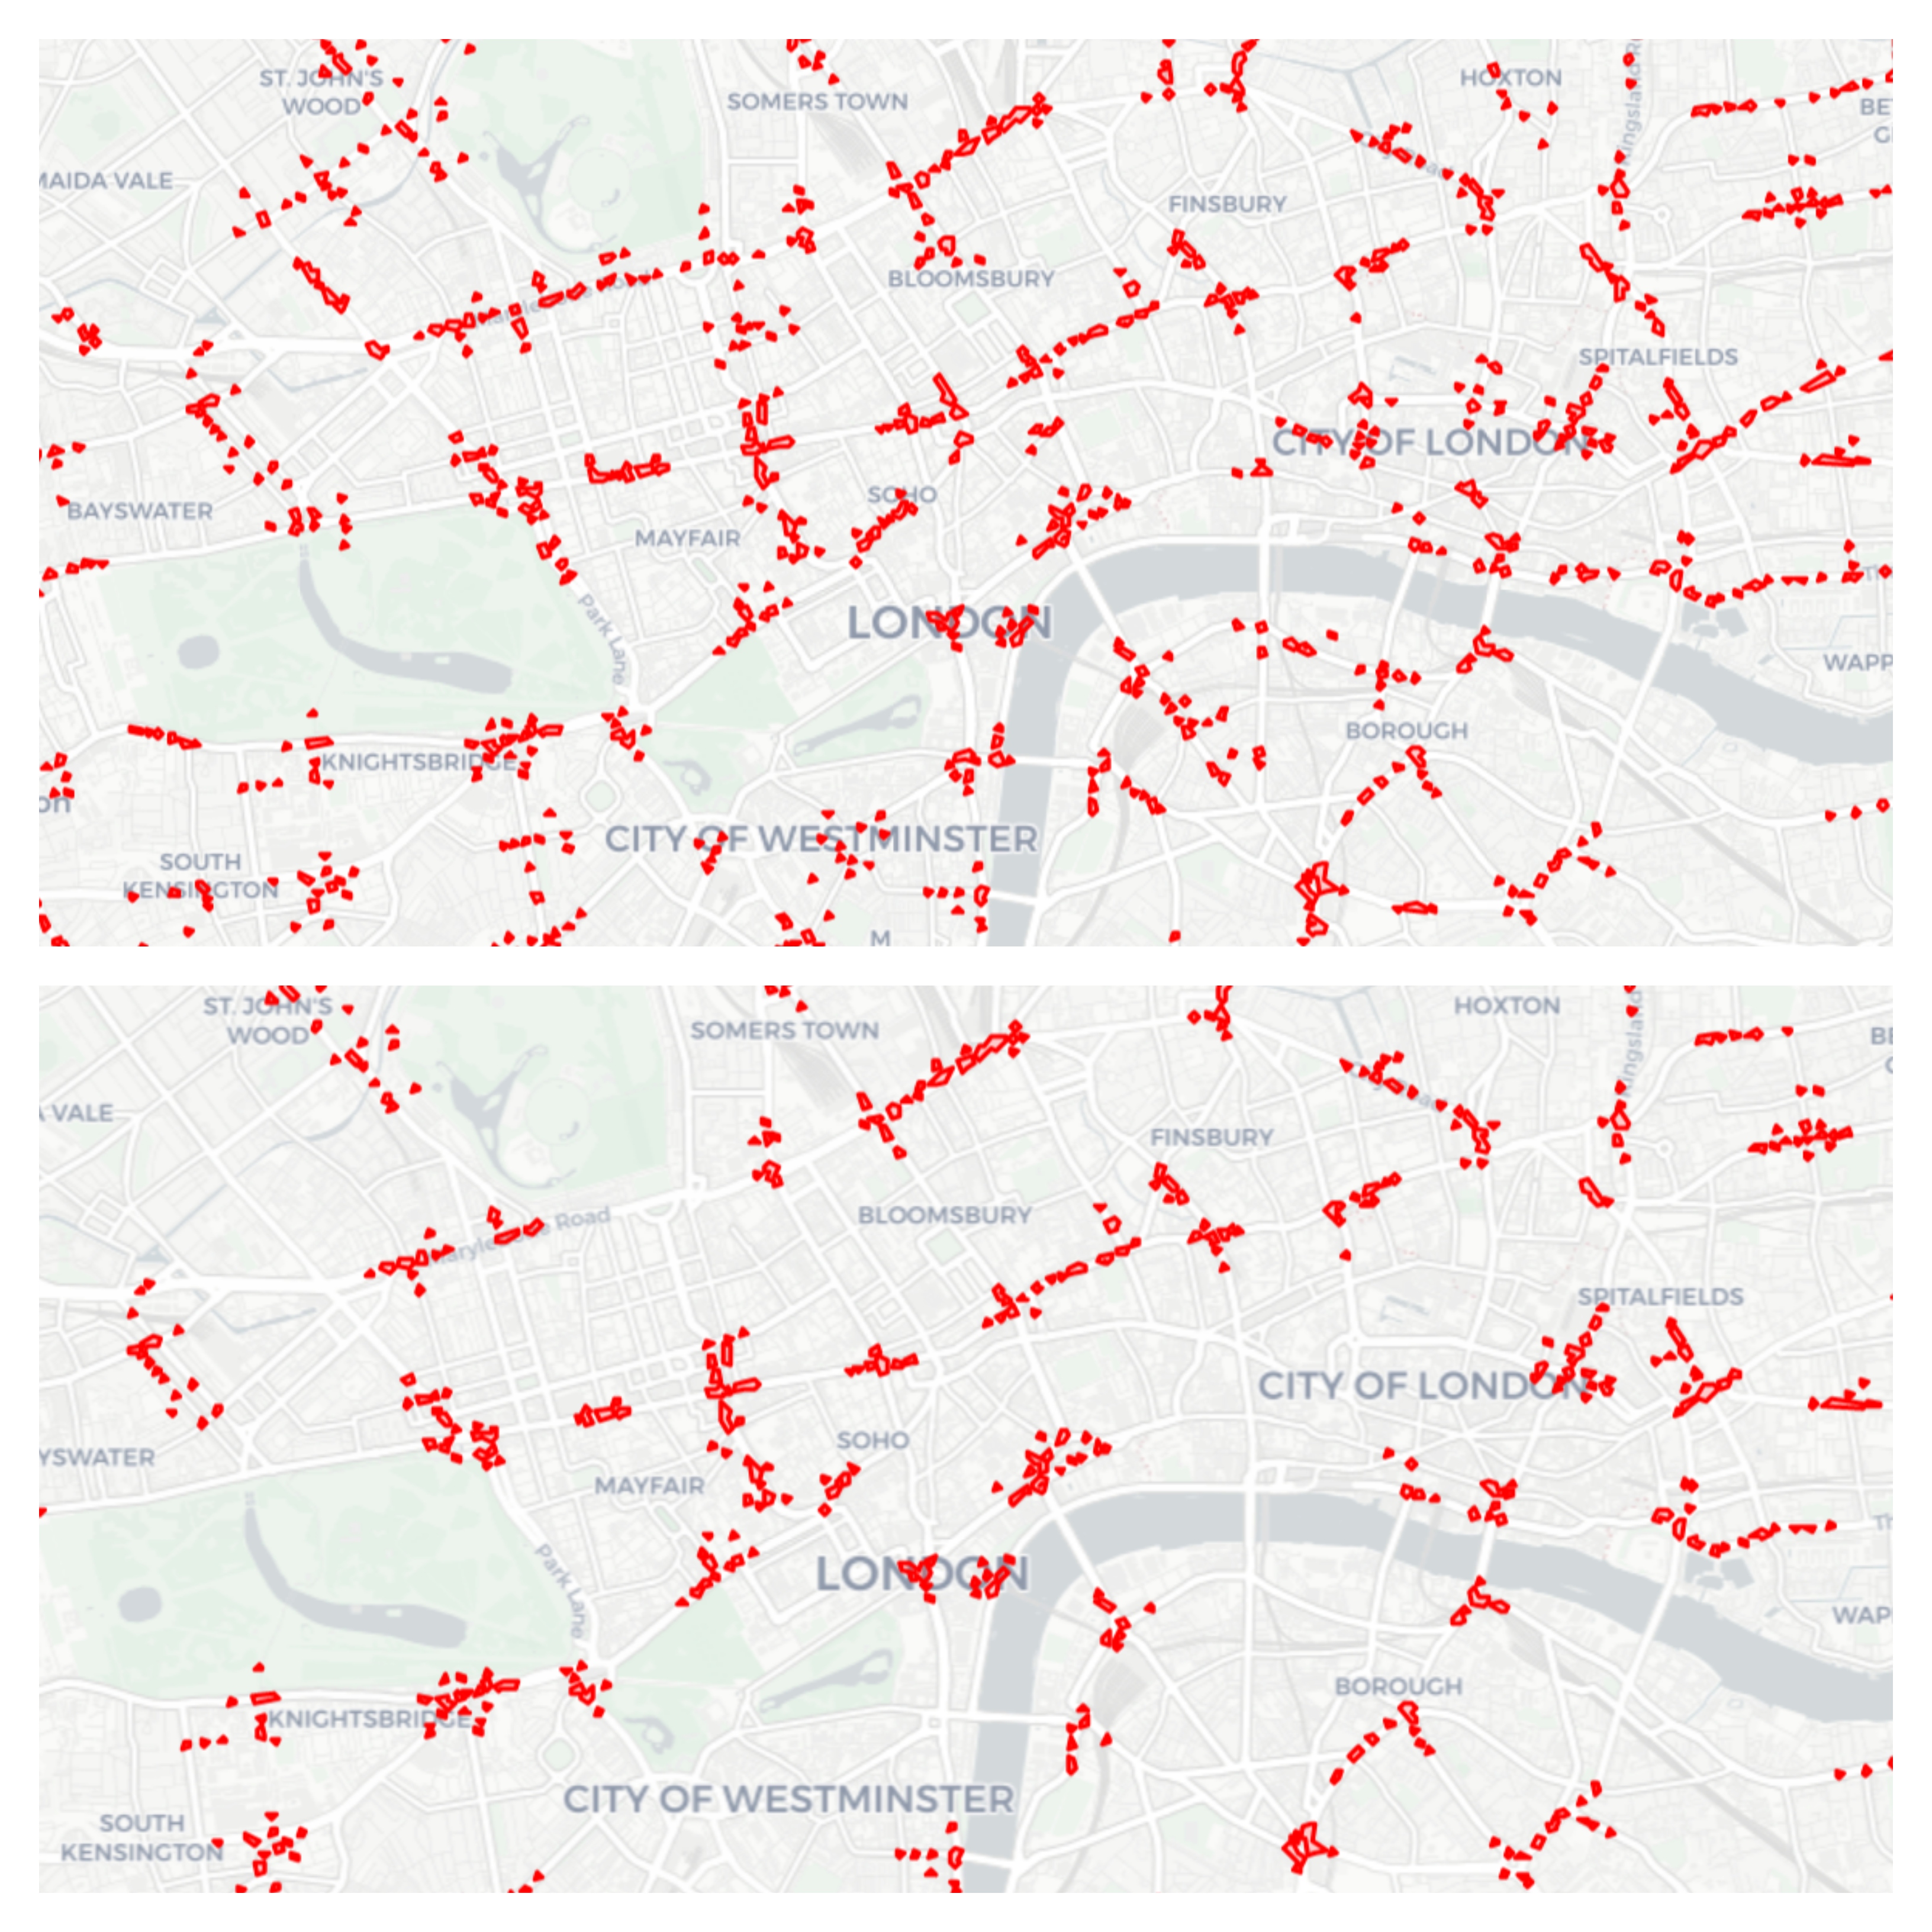 ST. JOHN'S
WOOD
SOMERS TOWN
HOXTON
Kingsland
MAIDA VALE
FINSBURY
BLOOMSBURY
SPITALFIELDS
CITY OF LONDON
BAYSWATER
SOHO
MAYFAIR
Park Lane
LONDON
WAPP
BOROUGH
KNIGHTSBRIDGE
CITY OF WESTMINSTER
SOUTH
KENSINGTON
M
ST. JOHN'S
WOOD
SOMERS TOWN
HOXTON
Kingsland
A VALE
FINSBURY
BLOOMSBURY
Marylebone Road
SPITALFIELDS
CITY OF LONDON
YSWATER
SOHO
MAYFAIR
Park Lane
LONDON
WAP
BOROUGH
KNIGHTSBRIDGE
CITY OF WESTMINSTER
SOUTH
KENSINGTON